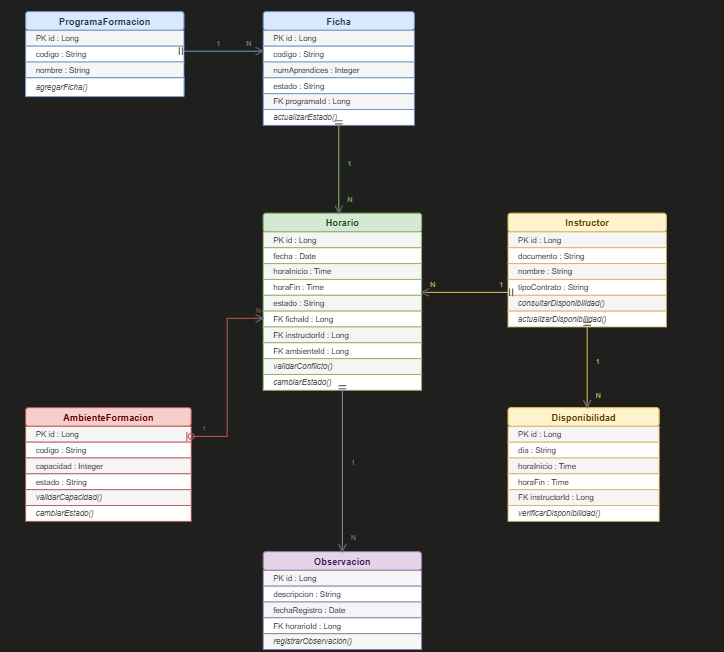 ProgramaFormacion
PK id : Long
codigo : String
nombre : String
agregarFicha()
1
N
Ficha
PK id : Long
codigo : String
numAprendices : Integer
estado : String
FK programaId : Long
actualizarEstado()
1
N
Horario
PK id : Long
fecha : Date
horaInicio : Time
horaFin : Time
estado : String
FK fichaId : Long
FK instructorId : Long
FK ambienteId : Long
validarConflicto()
cambiarEstado()
N
1
Instructor
PK id : Long
documento : String
nombre : String
tipoContrato : String
consultarDisponibilidad()
actualizarDisponibilidad()
1
N
N
1
AmbienteFormacion
PK id : Long
codigo : String
capacidad : Integer
estado : String
validarCapacidad()
cambiarEstado()
Disponibilidad
PK id : Long
dia : String
horaInicio : Time
horaFin : Time
FK instructorId : Long
verificarDisponibilidad()
1
N
Observacion
PK id : Long
descripcion : String
fechaRegistro : Date
FK horarioId : Long
registrarObservacion()